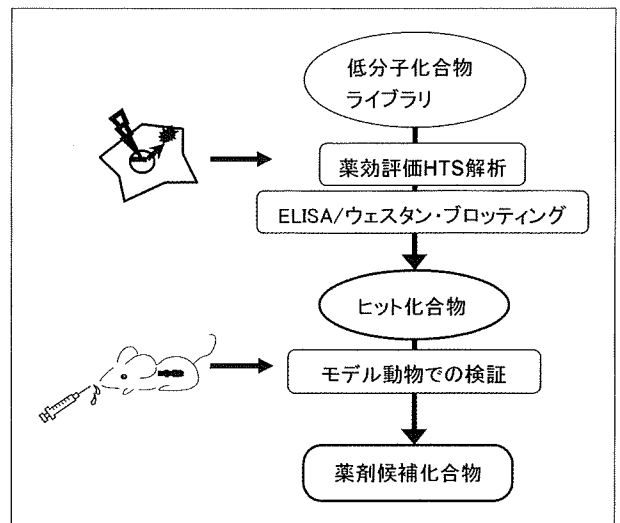 低分子化合物
ライブラリ
薬効評価HTS解析
ELISA/ウェスタン・ブロッティング
ヒット化合物
モデル動物での検証
薬剤候補化合物